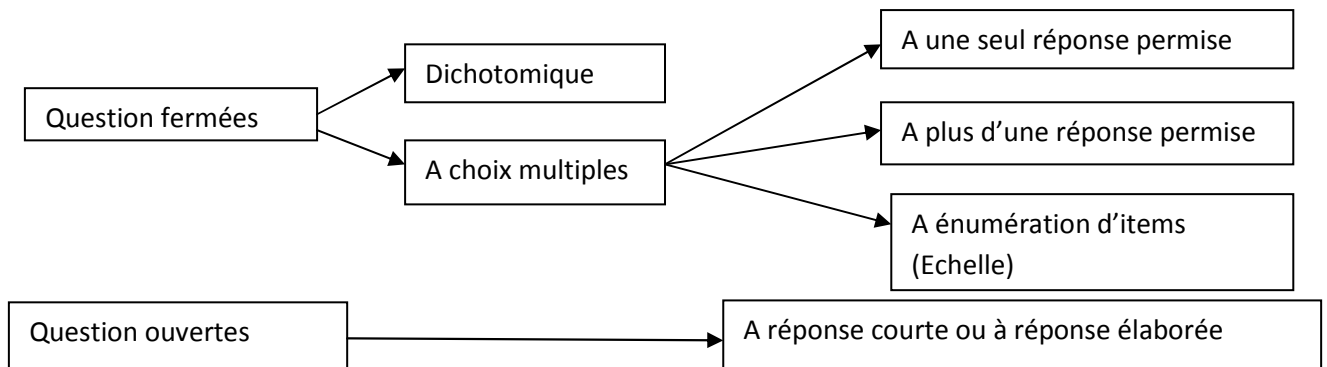 Question fermées
Dichotomique
A choix multiples
A une seul réponse permise
A plus d’une réponse permise
A énumération d’items
(Echelle)
Question ouvertes
A réponse courte ou à réponse élaborée